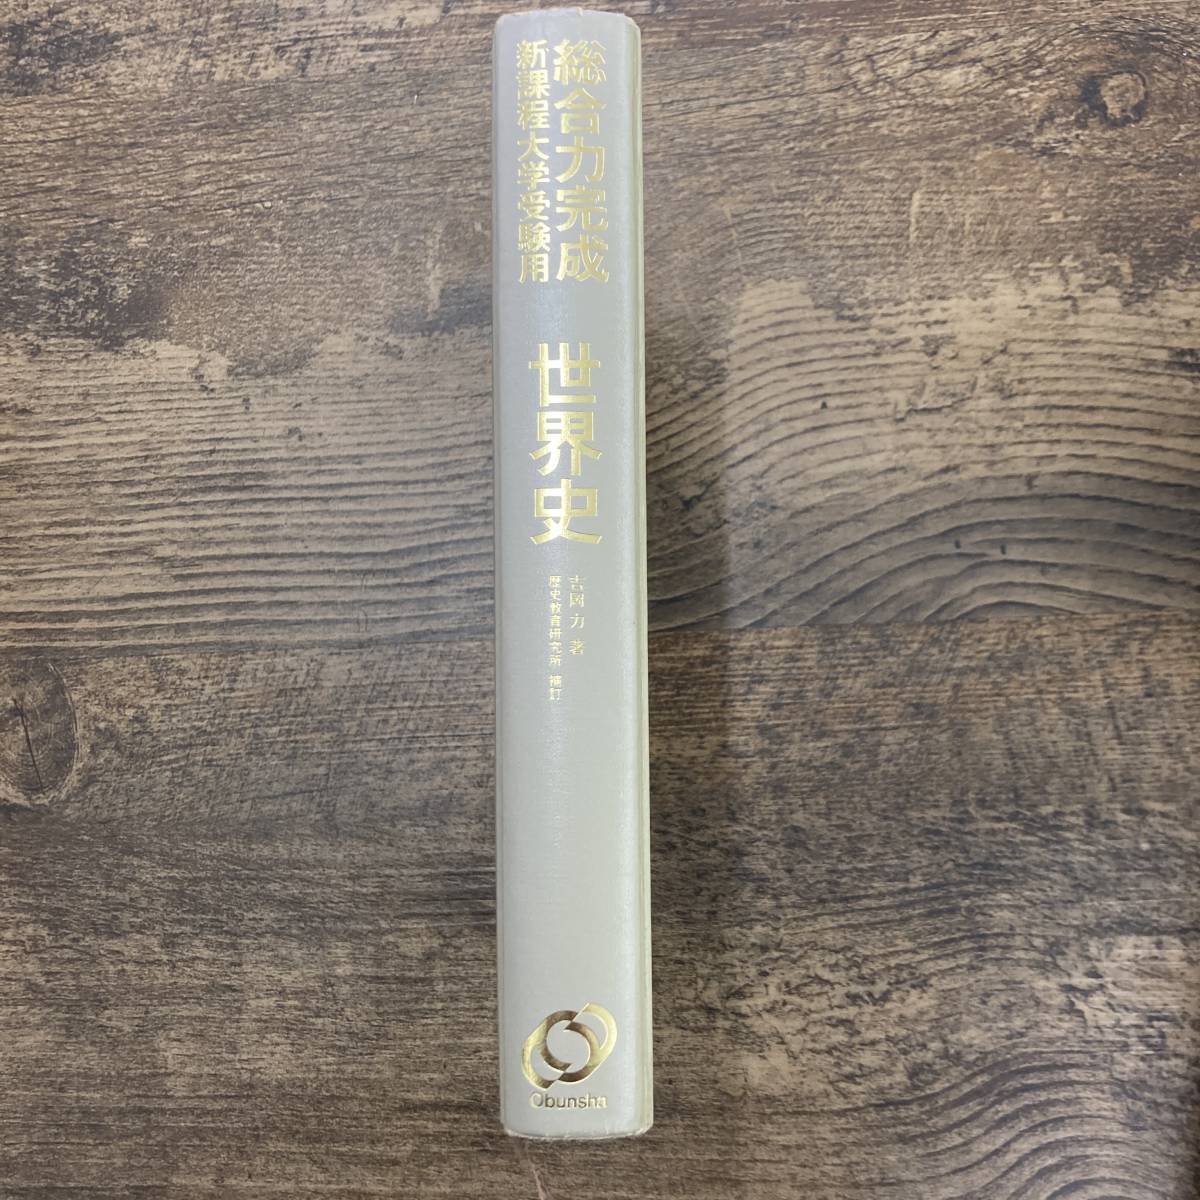 総合力完成
新課程大学受験用
世界史
吉岡力 著
歴史教育研究所 補訂
Obunsha